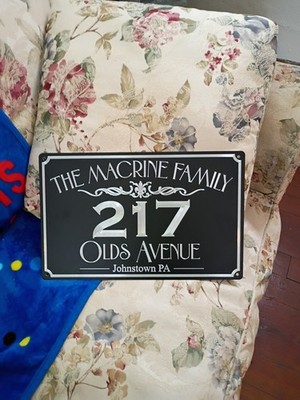 THE MACRINE FAMILY
217
OLDS AVENUE
Johnstown PA